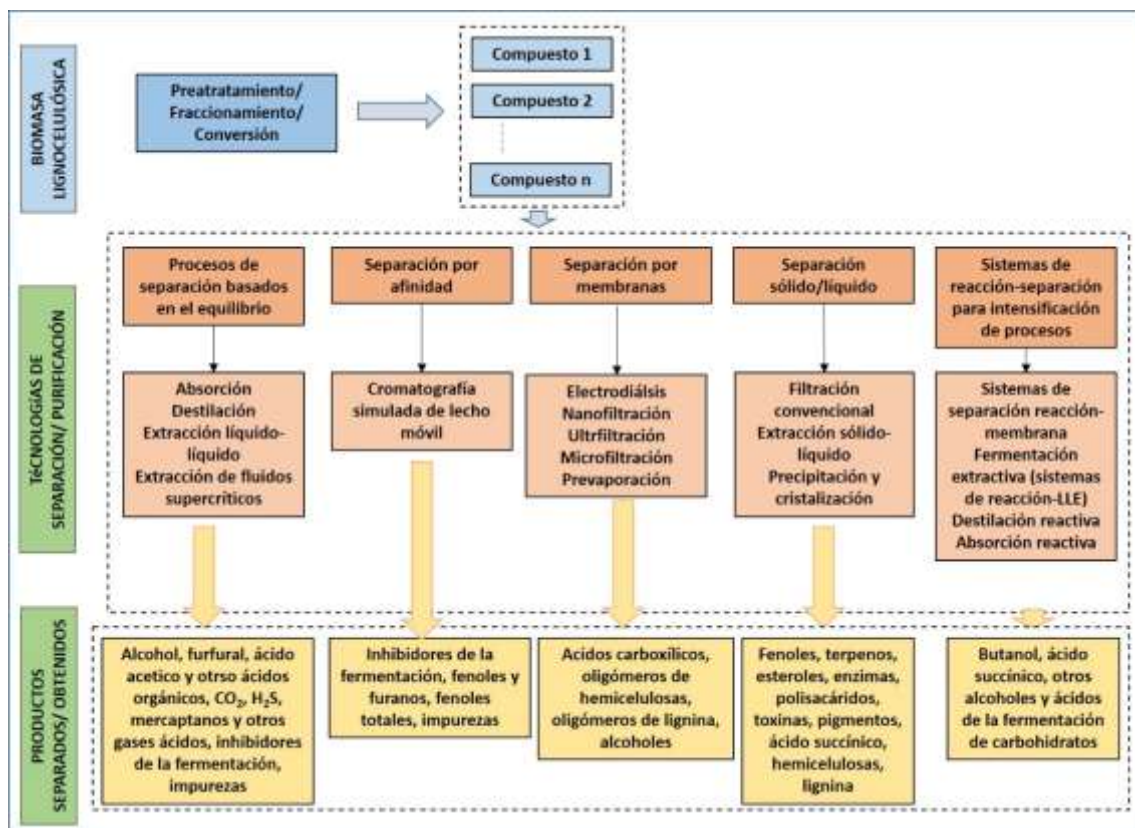 BIOMASA
LIGNOCELULÓSICA
Preatratamiento/
Fraccionamiento/
Conversión
Compuesto 1
Compuesto 2
Compuesto n
TéCNOLOGíAS DE
SEPARACIÓN/ PURIFICACIÓN
Procesos de
separación basados
en el equilibrio
Separación por
afinidad
Separación por
membranas
Separación
sólido/líquido
Sistemas de
reacción-separación
para intensificación
de procesos
Absorción
Destilación
Extracción líquido-
líquido
Extracción de fluidos
supercríticos
Cromatografía
simulada de lecho
móvil
Electrodiálsis
Nanofiltración
Ultrfiltración
Microfiltración
Prevaporación
Filtración
convencional
Extracción sólido-
líquido
Precipitación y
cristalización
Sistemas de
separación reacción-
membrana
Fermentación
extractiva (sistemas
de reacción-LLE)
Destilación reactiva
Absorción reactiva
PRODUCTOS
SEPARADOS/ OBTENIDOS
Alcohol, furfural, ácido
acetico y otrso ácidos
orgánicos, CO₂, H₂S,
mercaptanos y otros
gases ácidos, inhibidores
de la fermentación,
impurezas
Inhibidores de la
fermentación, fenoles y
furanos, fenoles
totales, impurezas
Acidos carboxílicos,
oligómeros de
hemicelulosas,
oligómeros de lignina,
alcoholes
Fenoles, terpenos,
esteroles, enzimas,
polisacáridos,
toxinas, pigmentos,
ácido succínico,
hemicelulosas,
lignina
Butanol, ácido
succínico, otros
alcoholes y ácidos
de la fermentación
de carbohidratos